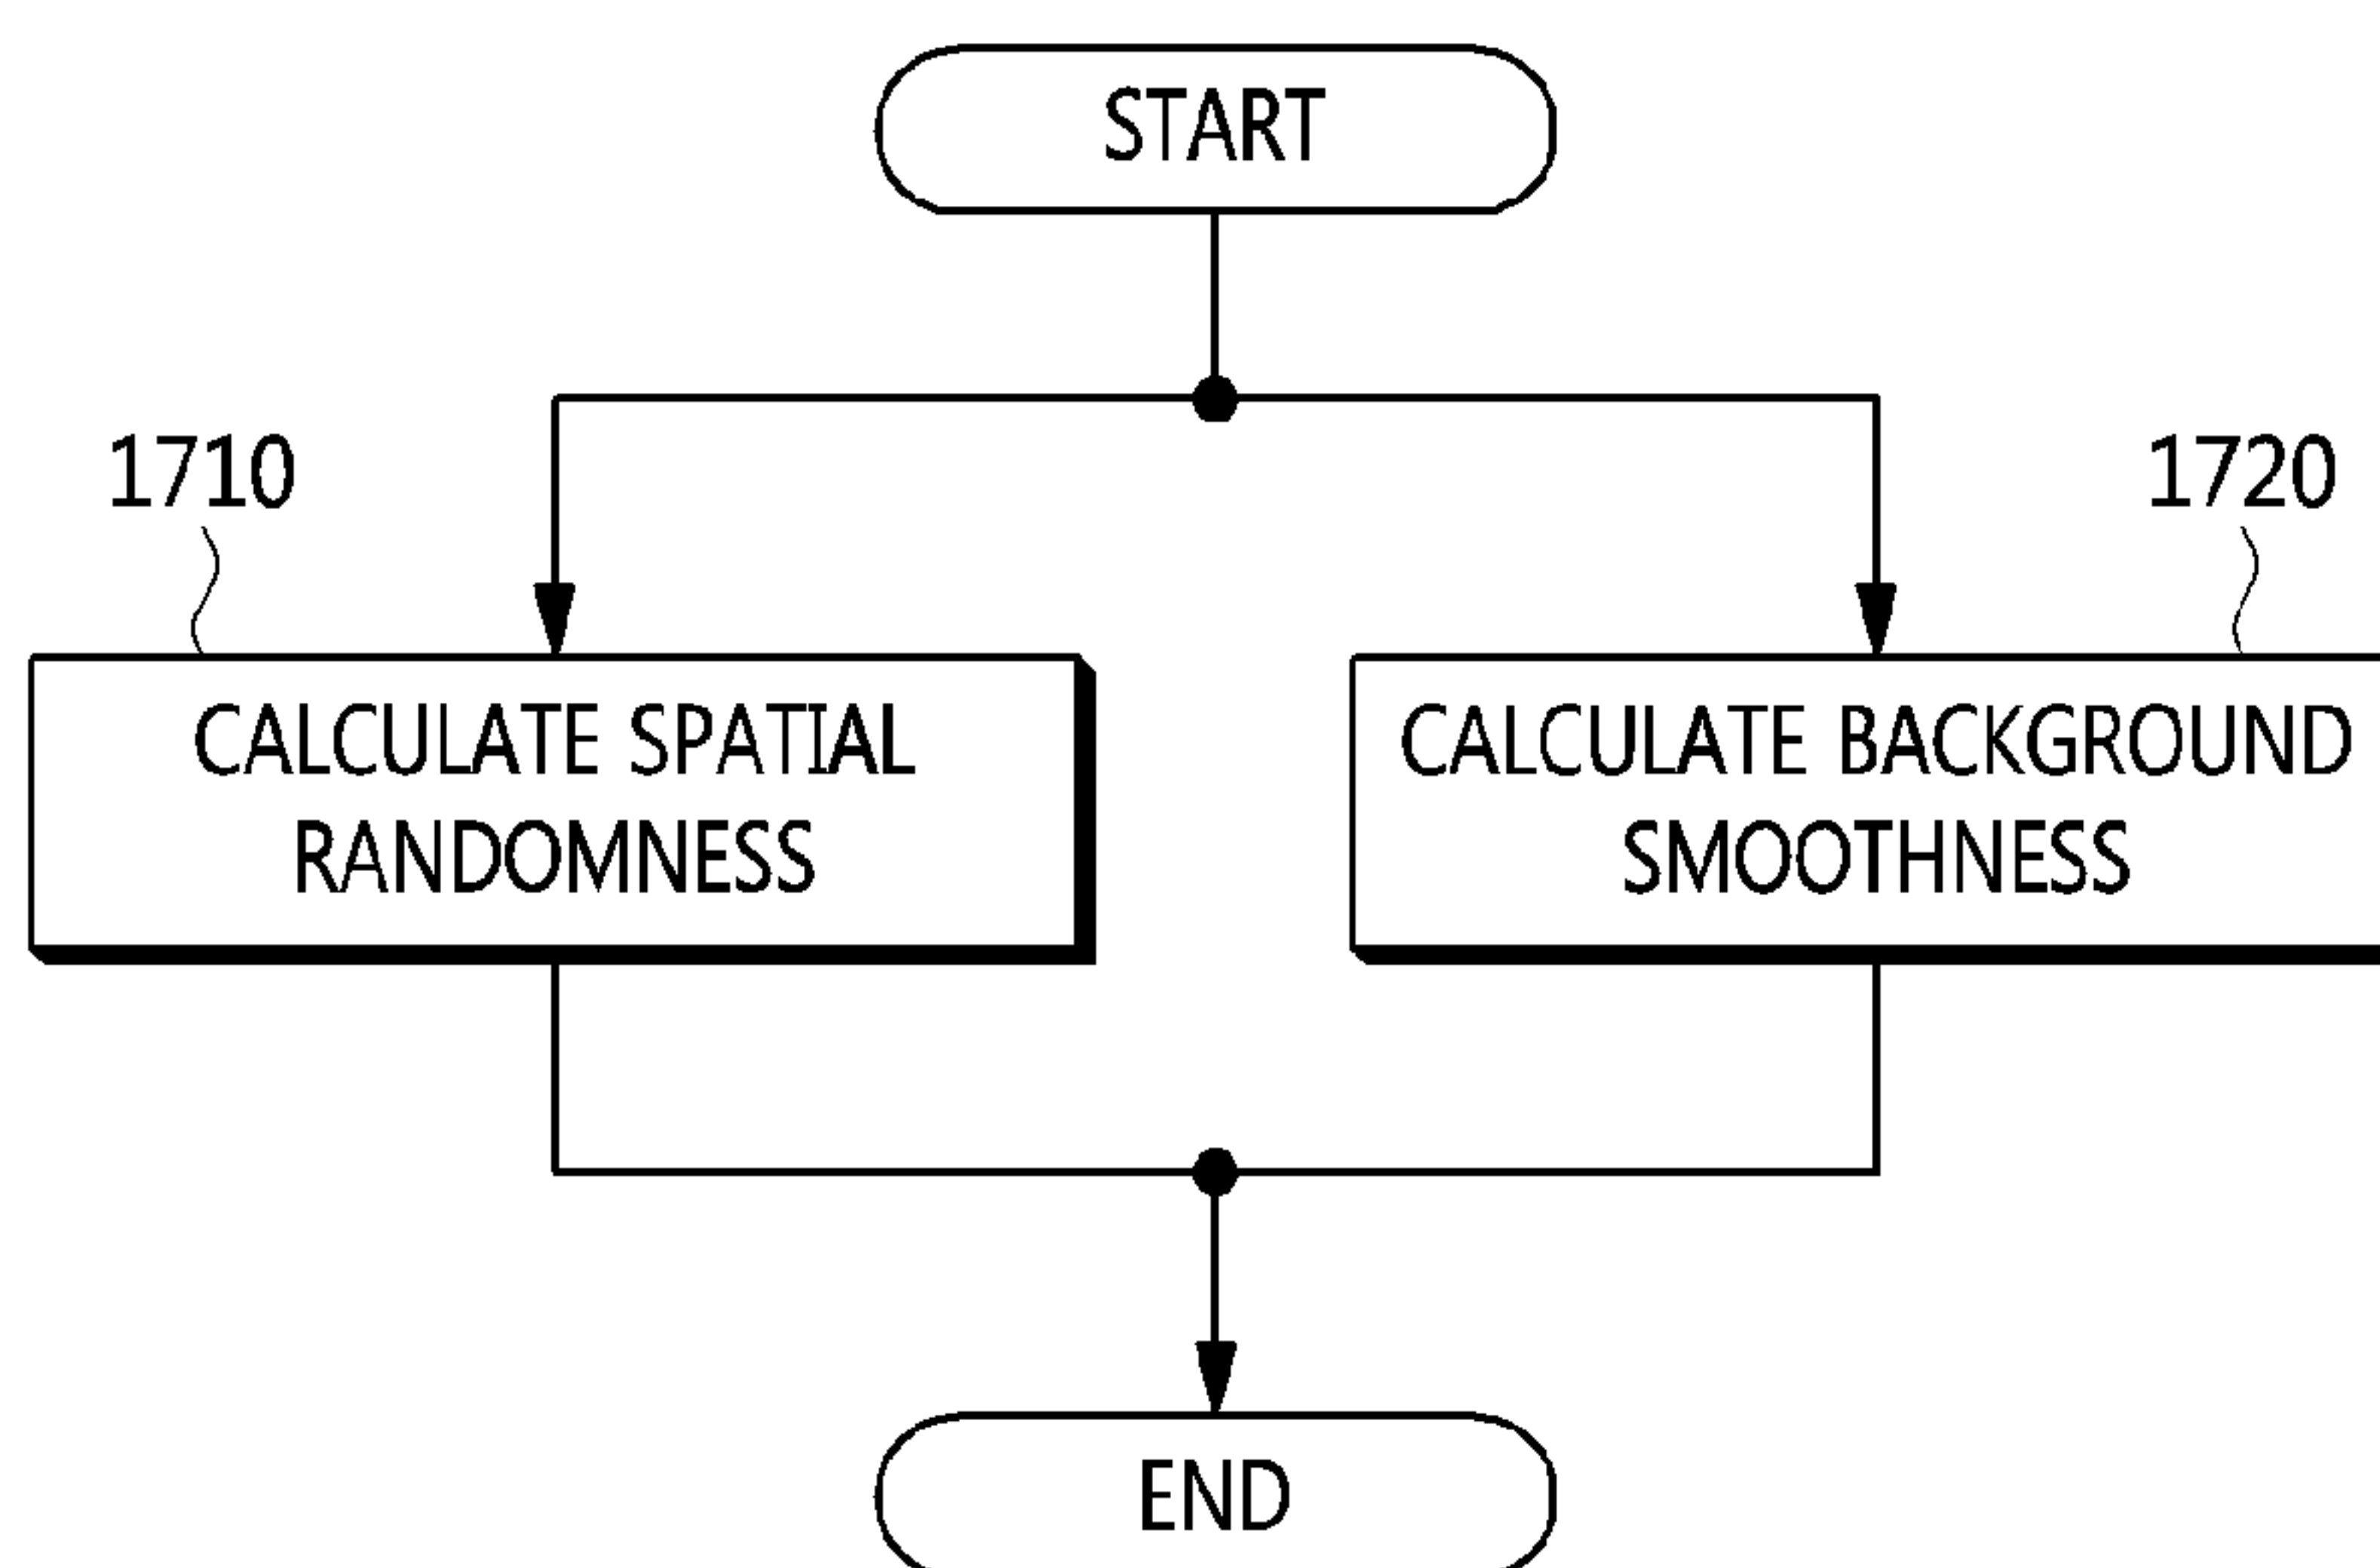 START
1710
1720
CALCULATE SPATIAL
RANDOMNESS
CALCULATE BACKGROUND
SMOOTHNESS
END